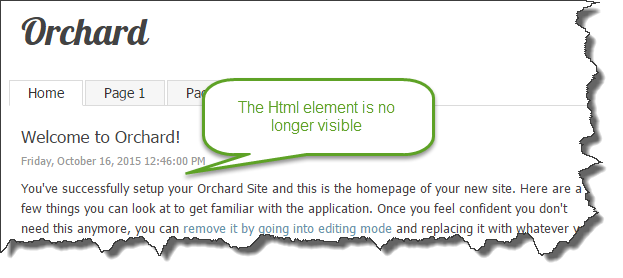 Orchard
Home Page 1
The Html element is no
longer visible
Welcome to Orchard!
Friday, October 16, 2015 12:46:00 PM
You've successfully setup your Orchard Site and this is the homepage of your new site. Here are a
few things you can look at to get familiar with the application. Once you feel confident you don't
need this anymore, you can remove it by going into editing mode and replacing it with whatever